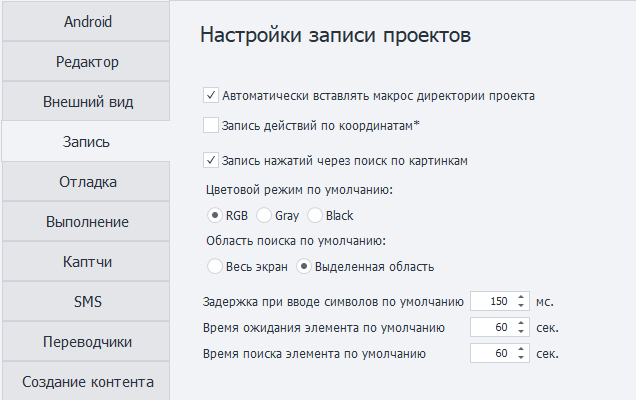 Android
Редактор
Внешний вид
Запись
Отладка
Выполнение
Каптчи
SMS
Переводчики
Создание контента
Настройки записи проектов
Автоматически вставлять макрос директории проекта
Запись действий по координатам*
Запись нажатий через поиск по картинкам
Цветовой режим по умолчанию:
RGB Gray Black
Область поиска по умолчанию:
Весь экран Выделенная область
Задержка при вводе символов по умолчанию 150 мс.
Время ожидания элемента по умолчанию 60 сек.
Время поиска элемента по умолчанию 60 сек.